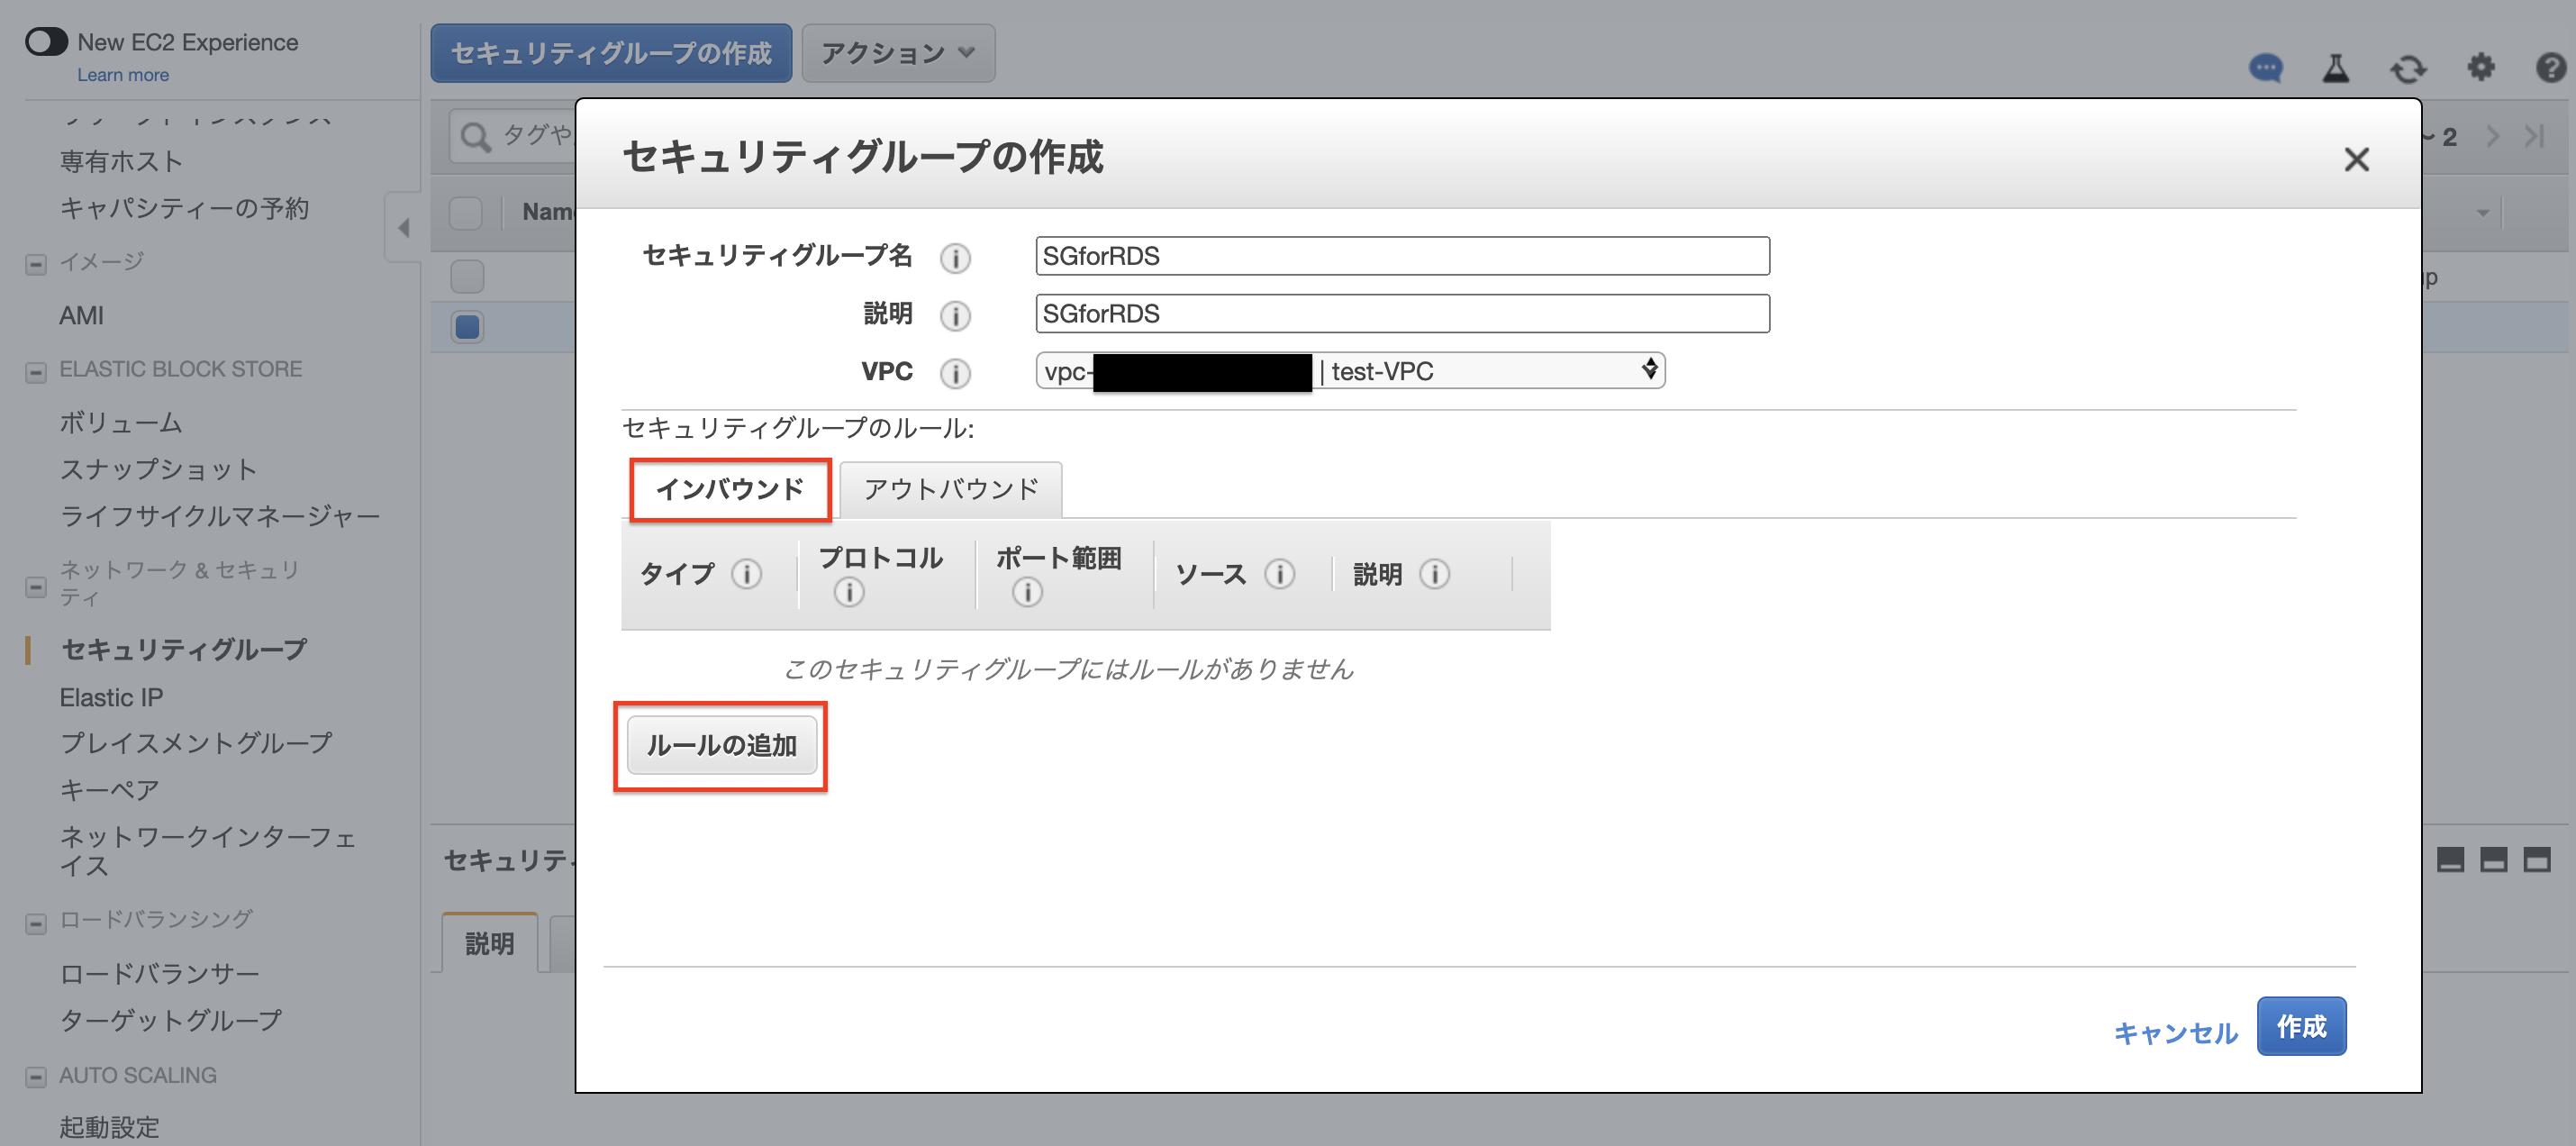 New EC2 Experience
Learn more
専有ホスト
キャパシティーの予約
イメージ
AMI
ELASTIC BLOCK STORE
ボリューム
スナップショット
ライフサイクルマネージャー
ネットワーク & セキュリ
ティ
セキュリティグループ
Elastic IP
プレイスメントグループ
キーペア
ネットワークインターフェ
イス
ロードバランシング
ロードバランサー
ターゲットグループ
AUTO SCALING
起動設定
セキュリティグループの作成
アクション
タグや
~ 2
Name
up
セキュリティ
説明
セキュリティグループの作成
セキュリティグループ名
SGforRDS
説明
SGforRDS
VPC
vpc- | test-VPC
セキュリティグループのルール:
インバウンド
アウトバウンド
タイプ
プロトコル
ポート範囲
ソース
説明
このセキュリティグループにはルールがありません
ルールの追加
キャンセル
作成